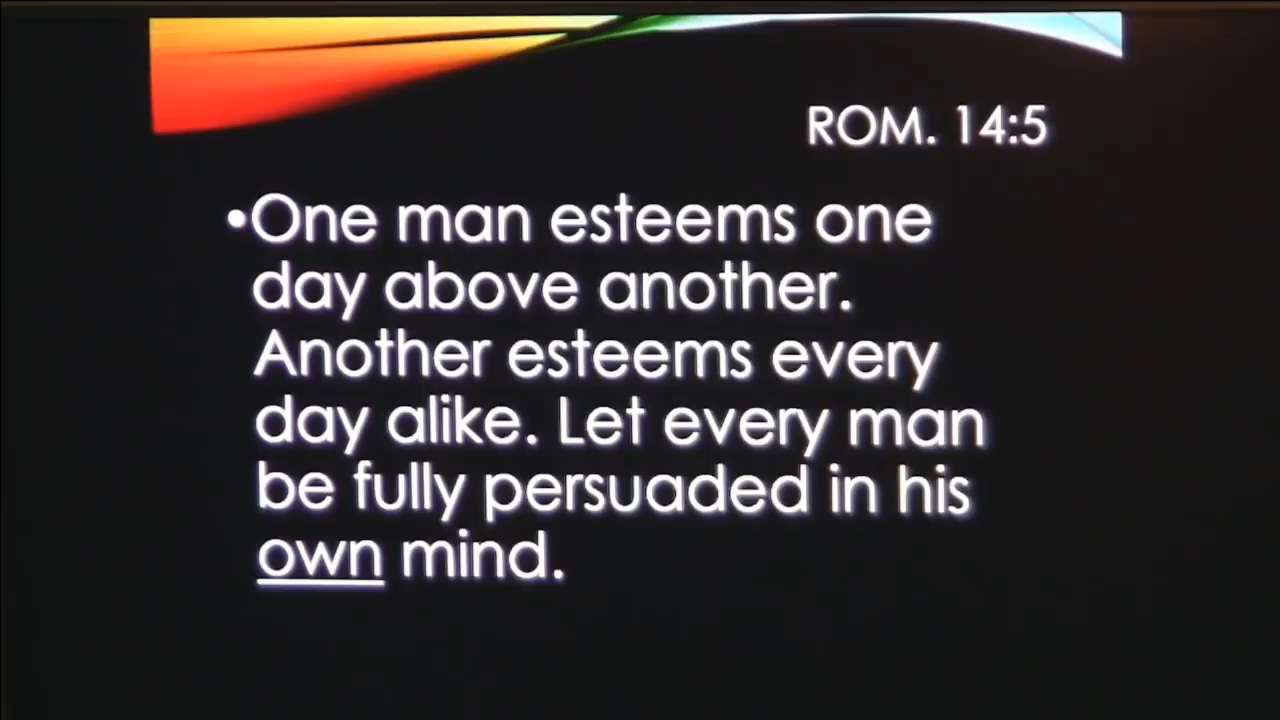 ROM. 14:5
•One man esteems one
day above another.
Another esteems every
day alike. Let every man
be fully persuaded in his
own mind.